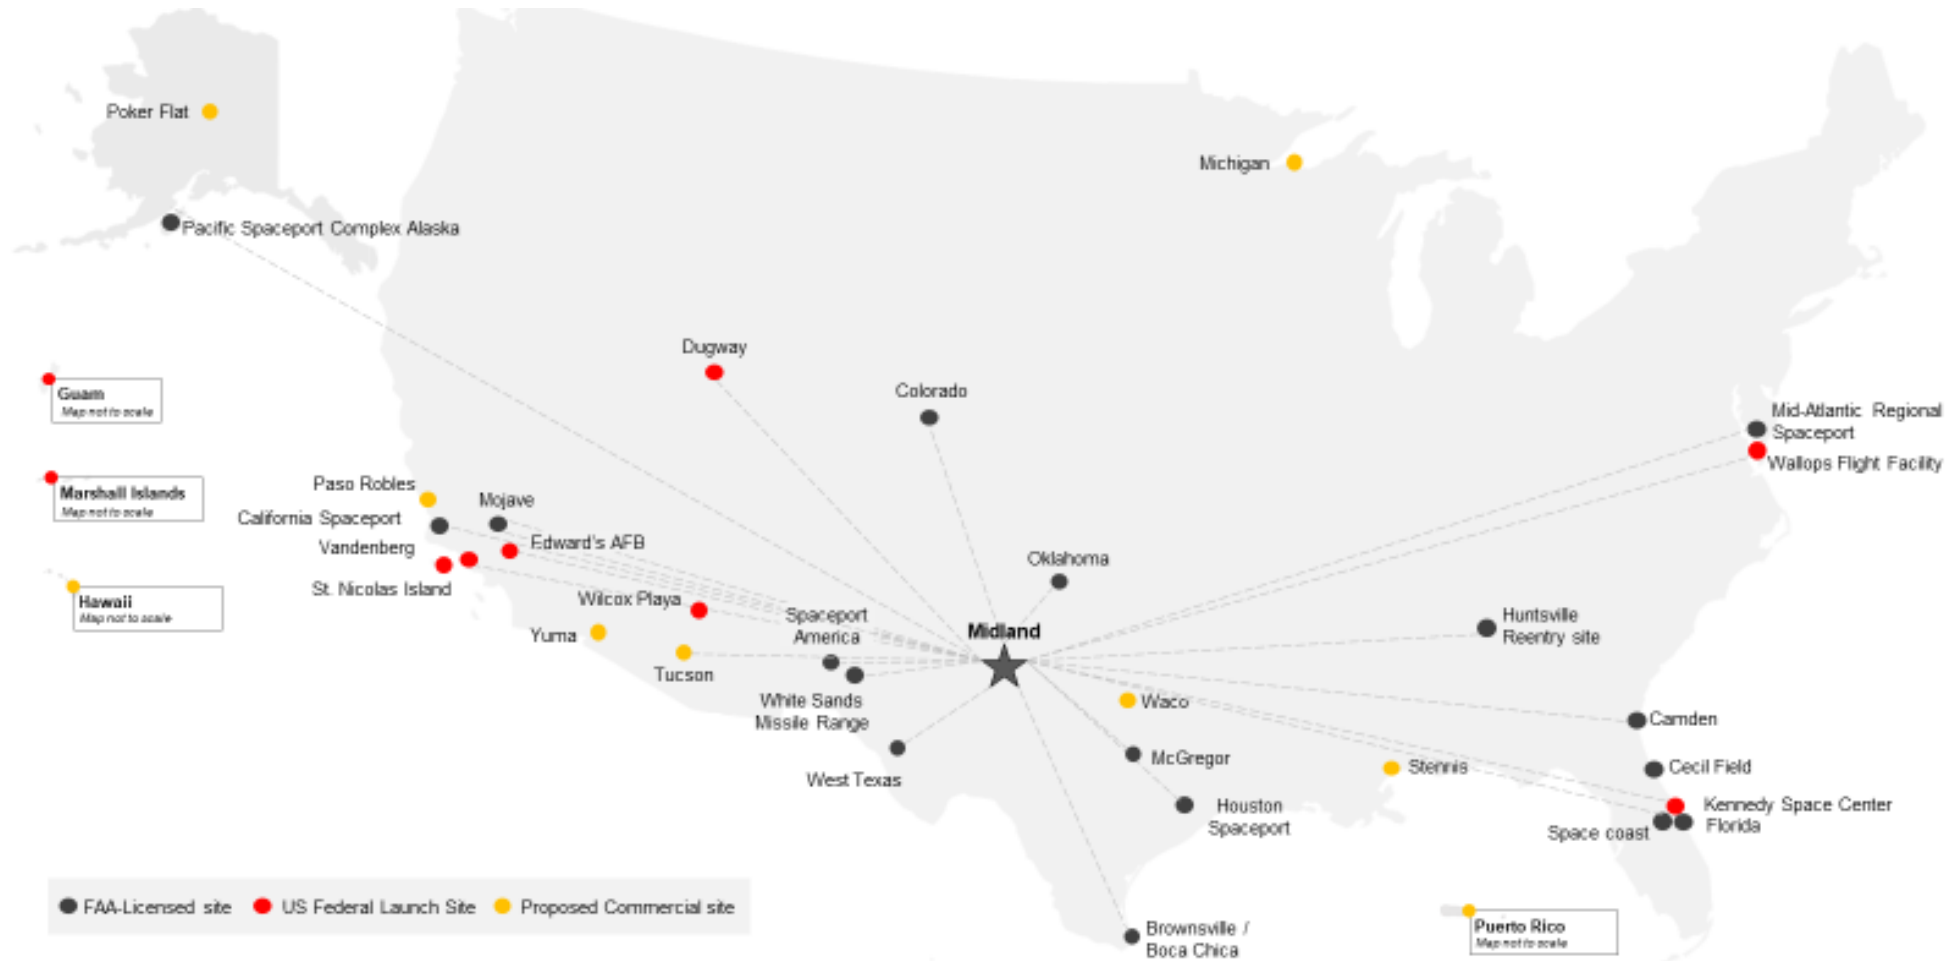 Poker Flat
Michigan
Pacific Spaceport Complex Alaska
Dugway
Colorado
Guam
Map not to scale
Mid-Atlantic Regional
Spaceport
Wallops Flight Facility
Marshall Islands
Map not to scale
Paso Robles
Mojave
California Spaceport
Vandenberg
Edward's AFB
St. Nicolas Island
Oklahoma
Hawaii
Map not to scale
Wilcox Playa
Yuma
Spaceport
America
Midland
Huntsville
Reentry site
Tucson
White Sands
Missile Range
Waco
Camden
West Texas
McGregor
Stennis
Cecil Field
Houston
Spaceport
Kennedy Space Center
Florida
Space coast
FAA-Licensed site
US Federal Launch Site
Proposed Commercial site
Brownsville /
Boca Chica
Puerto Rico
Map not to scale